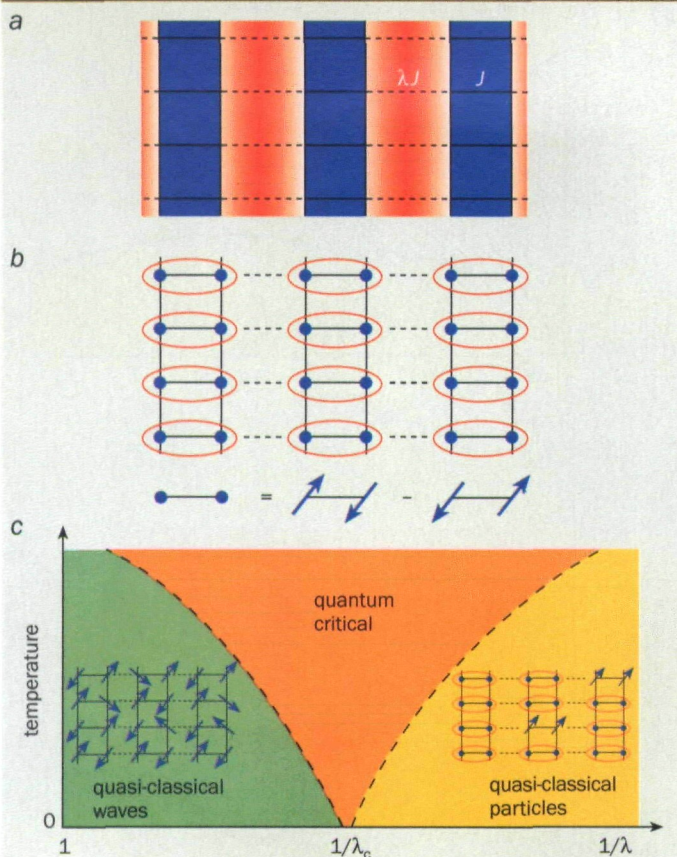 a
λJ J
b
= -
c
temperature
quantum
critical
quasi-classical
waves
quasi-classical
particles
0
1 1/λc 1/λ